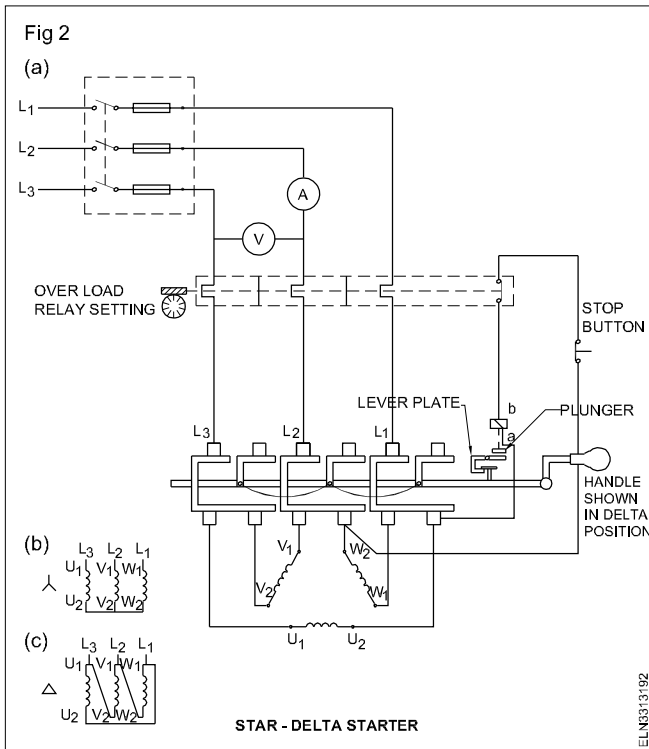 Fig 2
(a)
L1
L2
L3
A
V
OVER LOAD
RELAY SETTING
STOP
BUTTON
LEVER PLATE
b
PLUNGER
a
L3 L2 L1
HANDLE
SHOWN
IN DELTA
POSITION
V1 W2
V2 W1
U1 U2
(b)
L3 L2 L1
U1 V1 W1
U2 V2 W2
(c)
L3 L2 L1
U1 V1 W1
U2 V2 W2
STAR - DELTA STARTER
ELN3313192